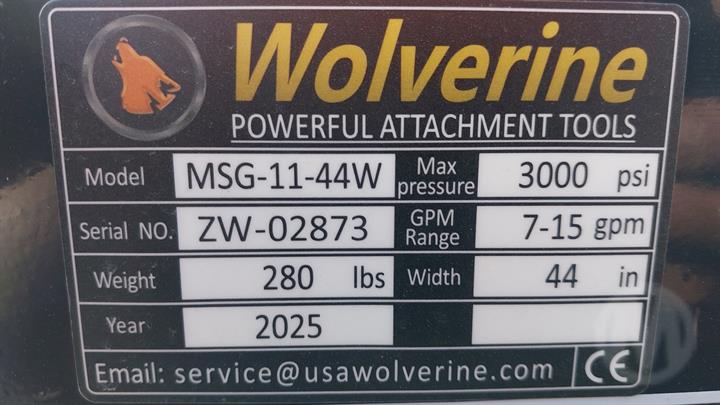 Wolverine
POWERFUL ATTACHMENT TOOLS
Model MSG-11-44W Max pressure 3000 psi
Serial NO. ZW-02873 GPM Range 7-15 gpm
Weight 280 lbs Width 44 in
Year 2025
Email: service@usawolverine.com CE